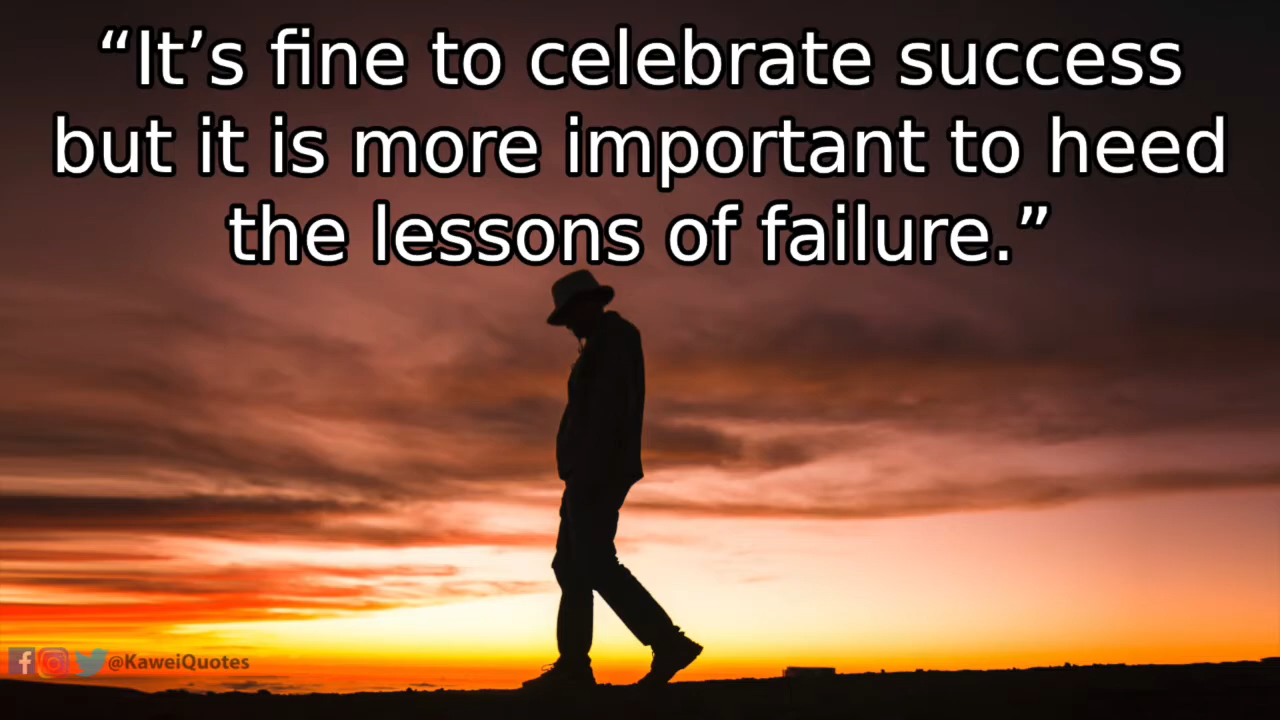 “It’s fine to celebrate success
but it is more important to heed
the lessons of failure.”
@KaweiQuotes